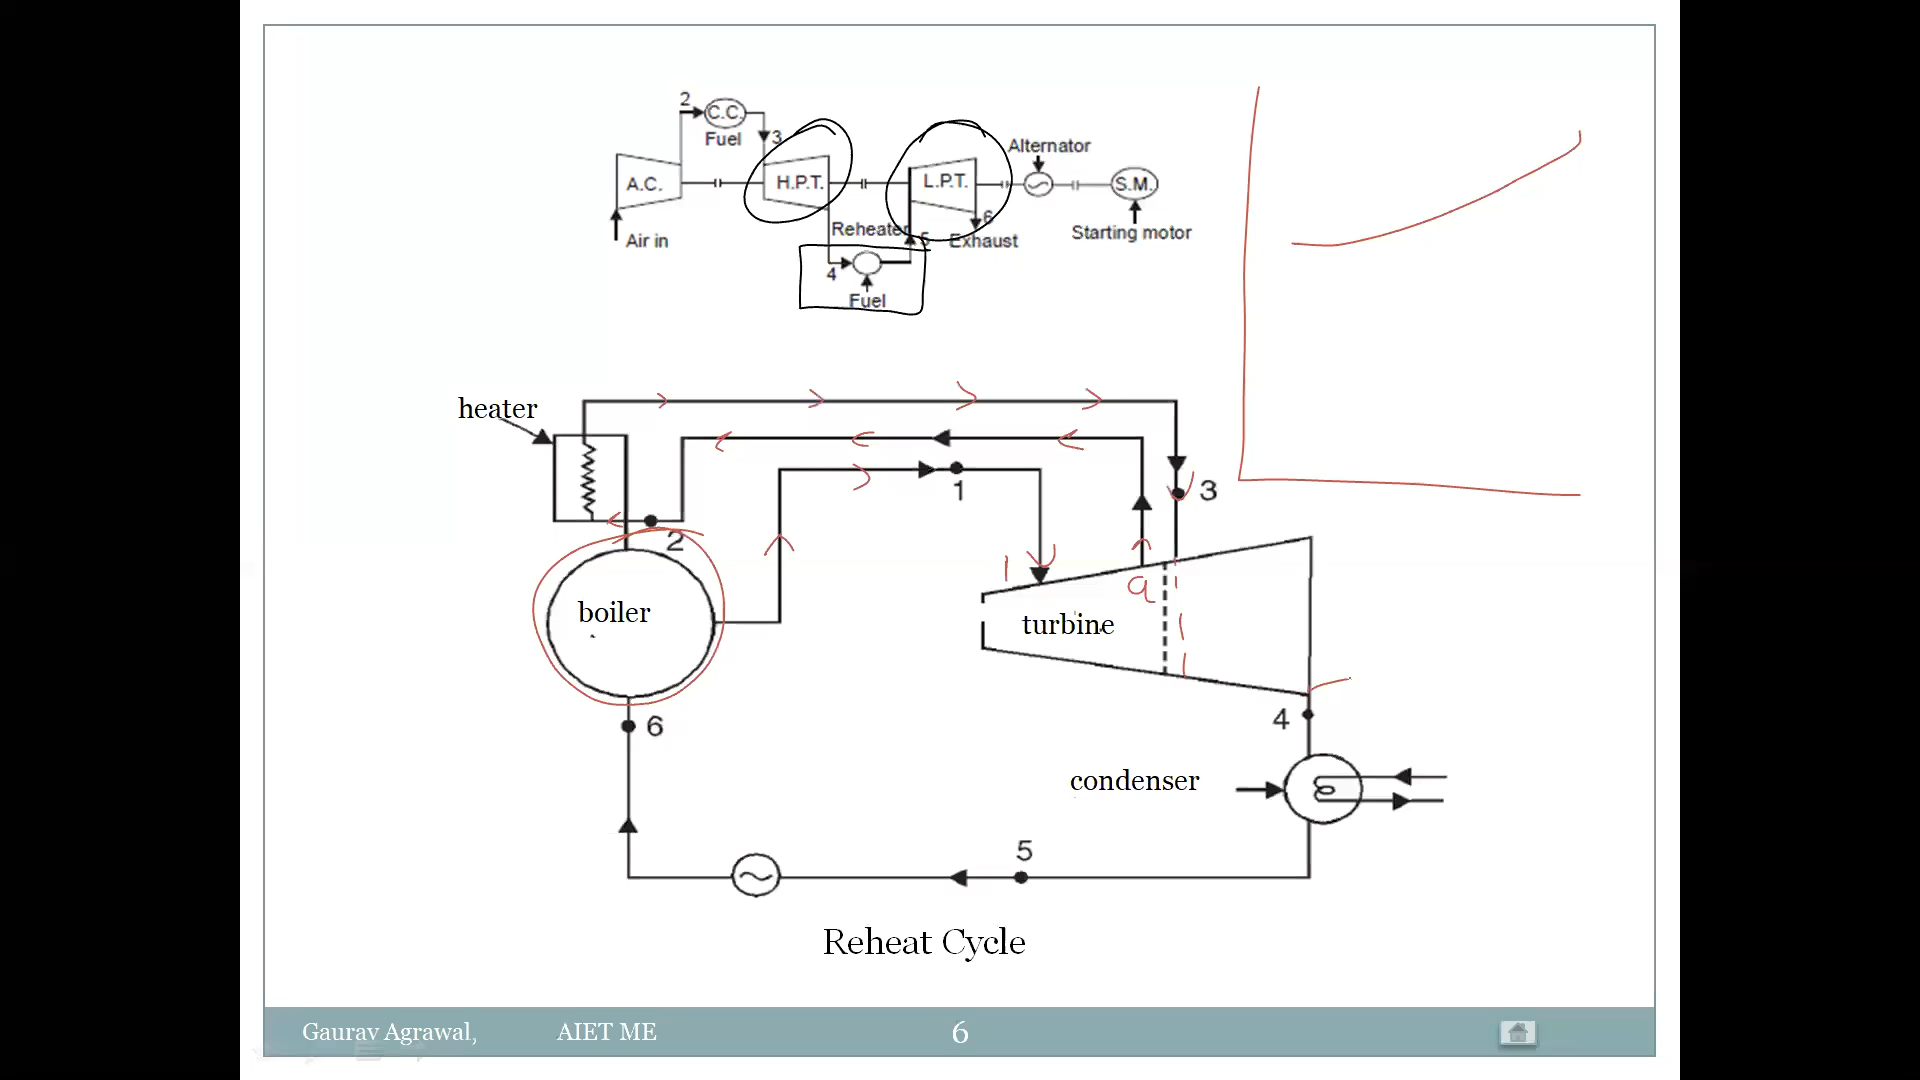 2
C.C.
Fuel
3
Alternator
A.C.
H.P.T.
L.P.T.
S.M.
Air in
Reheater
5
6
Exhaust
Starting motor
4
Fuel
heater
1
3
2
1
boiler
turbine
6
4
condenser
5
Reheat Cycle
Gaurav Agrawal, AIET ME 6